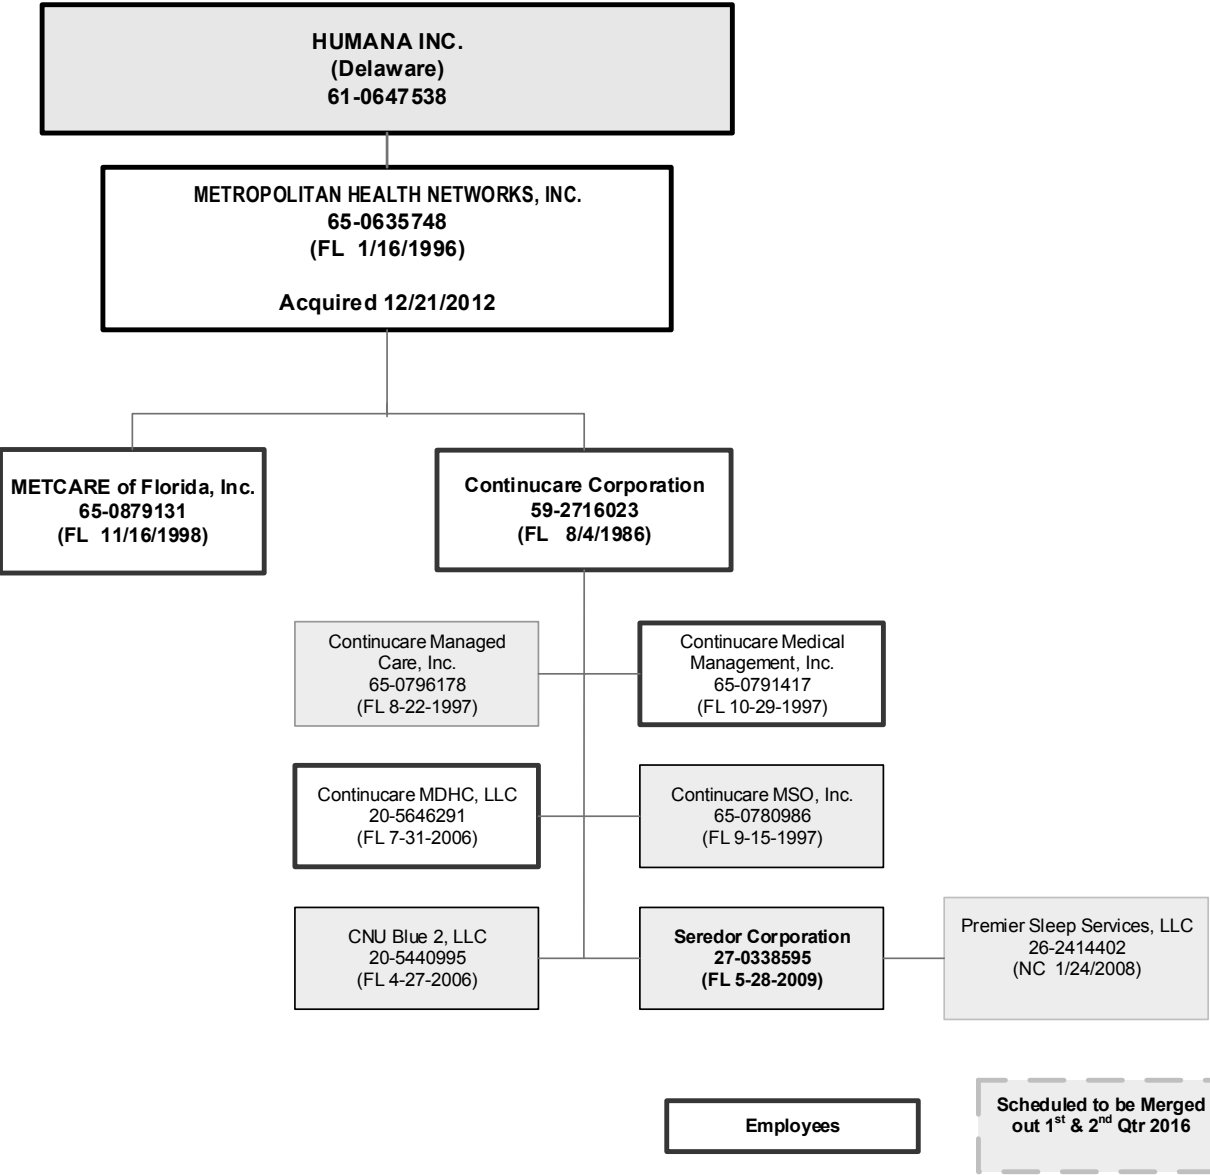 HUMANA INC.
(Delaware)
61-0647538
METROPOLITAN HEALTH NETWORKS, INC.
65-0635748
(FL 1/16/1996)
Acquired 12/21/2012
METCARE of Florida, Inc.
65-0879131
(FL 11/16/1998)
Continucare Corporation
59-2716023
(FL 8/4/1986)
Continucare Managed
Care, Inc.
65-0796178
(FL 8-22-1997)
Continucare Medical
Management, Inc.
65-0791417
(FL 10-29-1997)
Continucare MDHC, LLC
20-5646291
(FL 7-31-2006)
Continucare MSO, Inc.
65-0780986
(FL 9-15-1997)
CNU Blue 2, LLC
20-5440995
(FL 4-27-2006)
Seredor Corporation
27-0338595
(FL 5-28-2009)
Premier Sleep Services, LLC
26-2414402
(NC 1/24/2008)
Employees
Scheduled to be Merged
out 1st & 2nd Qtr 2016